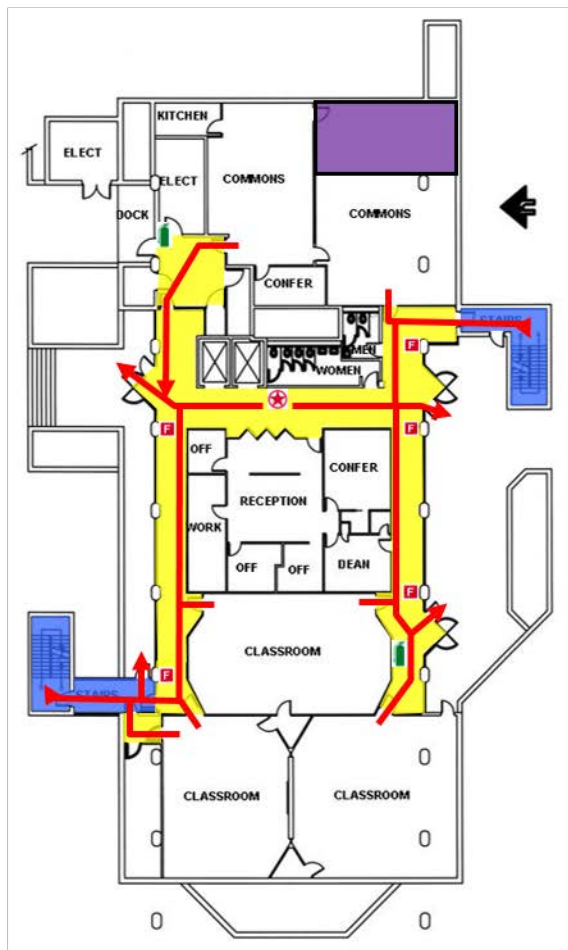 KITCHEN
ELECT
ELECT
COMMONS
DOCK
COMMONS
CONFER
STAIRS
F
MEN
WOMEN
F
F
OFF
CONFER
RECEPTION
WORK
OFF
OFF
DEAN
F
CLASSROOM
F
STAIRS
CLASSROOM
CLASSROOM